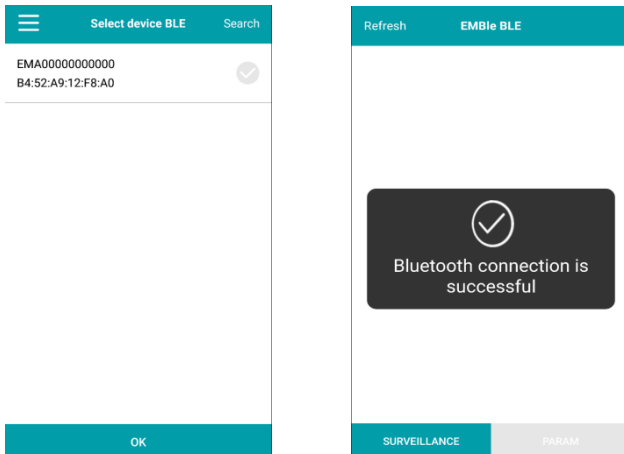 Select device BLE Search
EMA00000000000
B4:52:A9:12:F8:A0
OK
Refresh EMBle BLE
Bluetooth connection is
successful
SURVEILLANCE PARAM